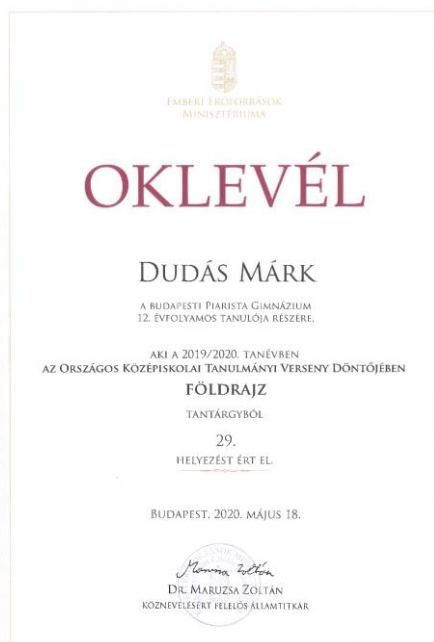 EMBERI ERŐFORRÁSOK
MINISZTÉRIUMA
OKLEVÉL
DUDÁS MÁRK
A BUDAPESTI PIARISTA GIMNÁZIUM
12. ÉVFOLYAMOS TANULÓJA RÉSZÉRE,
AKI A 2019/2020. TANÉVBEN
AZ ORSZÁGOS KÖZÉPISKOLAI TANULMÁNYI VERSENY DÖNTŐJÉBEN
FÖLDRAJZ
TANTÁRGYBÓL
29.
HELYEZÉST ÉRT EL.
BUDAPEST, 2020. MÁJUS 18.
Maruzsa Zoltán
DR. MARUZSA ZOLTÁN
KÖZNEVELÉSÉRT FELELŐS ÁLLAMTITKÁR